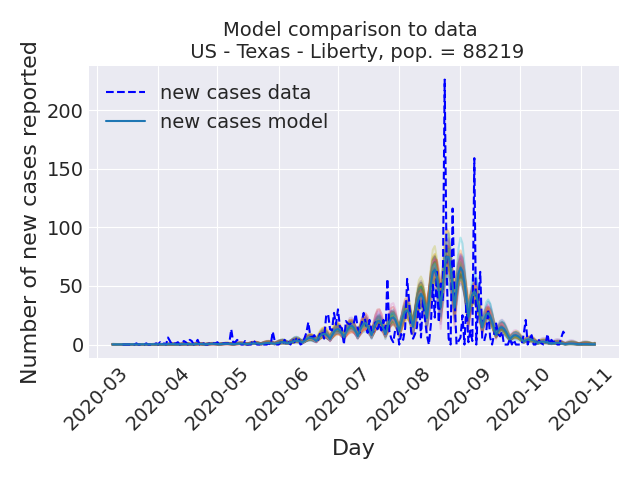 Model comparison to data
US - Texas - Liberty, pop. = 88219
new cases data
new cases model
Number of new cases reported
200
150
100
50
0
2020-03
2020-04
2020-05
2020-06
2020-07
2020-08
2020-09
2020-10
2020-11
Day